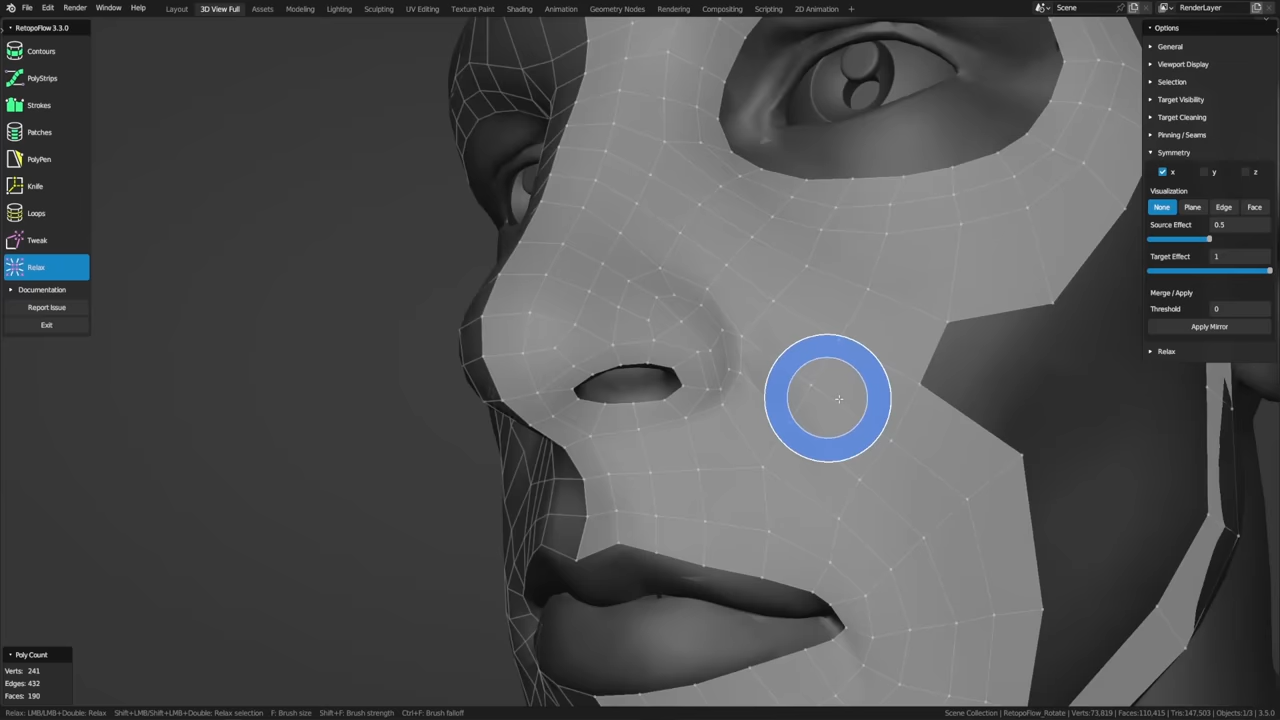 File Edit Render Window Help Layout 3D View Full Assets Modeling Lighting Sculpting UV Editing Texture Paint Shading Animation Geometry Nodes Rendering Compositing Scripting 2D Animation + Scene RenderLayer
RetopoFlow 3.3.0
Contours
PolyStrips
Strokes
Patches
PolyPen
Knife
Loops
Tweak
Relax
Documentation
Report Issue
Exit
Options
General
Viewport Display
Selection
Target Visibility
Target Cleaning
Pinning / Seams
Symmetry
x y z
Visualization
None Plane Edge Face
Source Effect 0.5
Target Effect 1
Merge / Apply
Threshold 0
Apply Mirror
Relax
Poly Count
Verts: 241
Edges: 432
Faces: 190
Relax: LMB/LMB+Double: Relax Shift+LMB/Shift+LMB+Double: Relax selection F: Brush size Shift+F: Brush strength Ctrl+F: Brush falloff Scene Collection | RetopoFlow_Rotate | Verts:73,819 | Faces:110,415 | Tris:147,503 | Objects:1/3 | 3.5.0